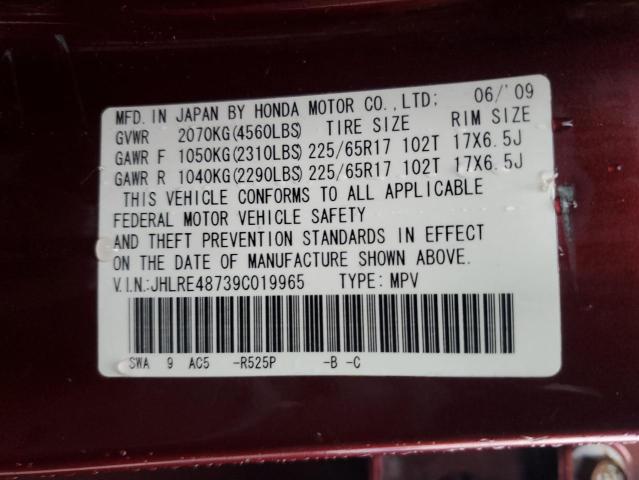 MFD. IN JAPAN BY HONDA MOTOR CO.,LTD; 06/'09
GVWR 2070KG(4560LBS) TIRE SIZE RIM SIZE
GAWR F 1050KG(2310LBS) 225/65R17 102T 17X6.5J
GAWR R 1040KG(2290LBS) 225/65R17 102T 17X6.5J
THIS VEHICLE CONFORMS TO ALL APPLICABLE
FEDERAL MOTOR VEHICLE SAFETY
AND THEFT PREVENTION STANDARDS IN EFFECT
ON THE DATE OF MANUFACTURE SHOWN ABOVE.
V.I.N.:JHLRE48739C019965 TYPE: MPV
SWA 9 AC5 -R525P -B -C